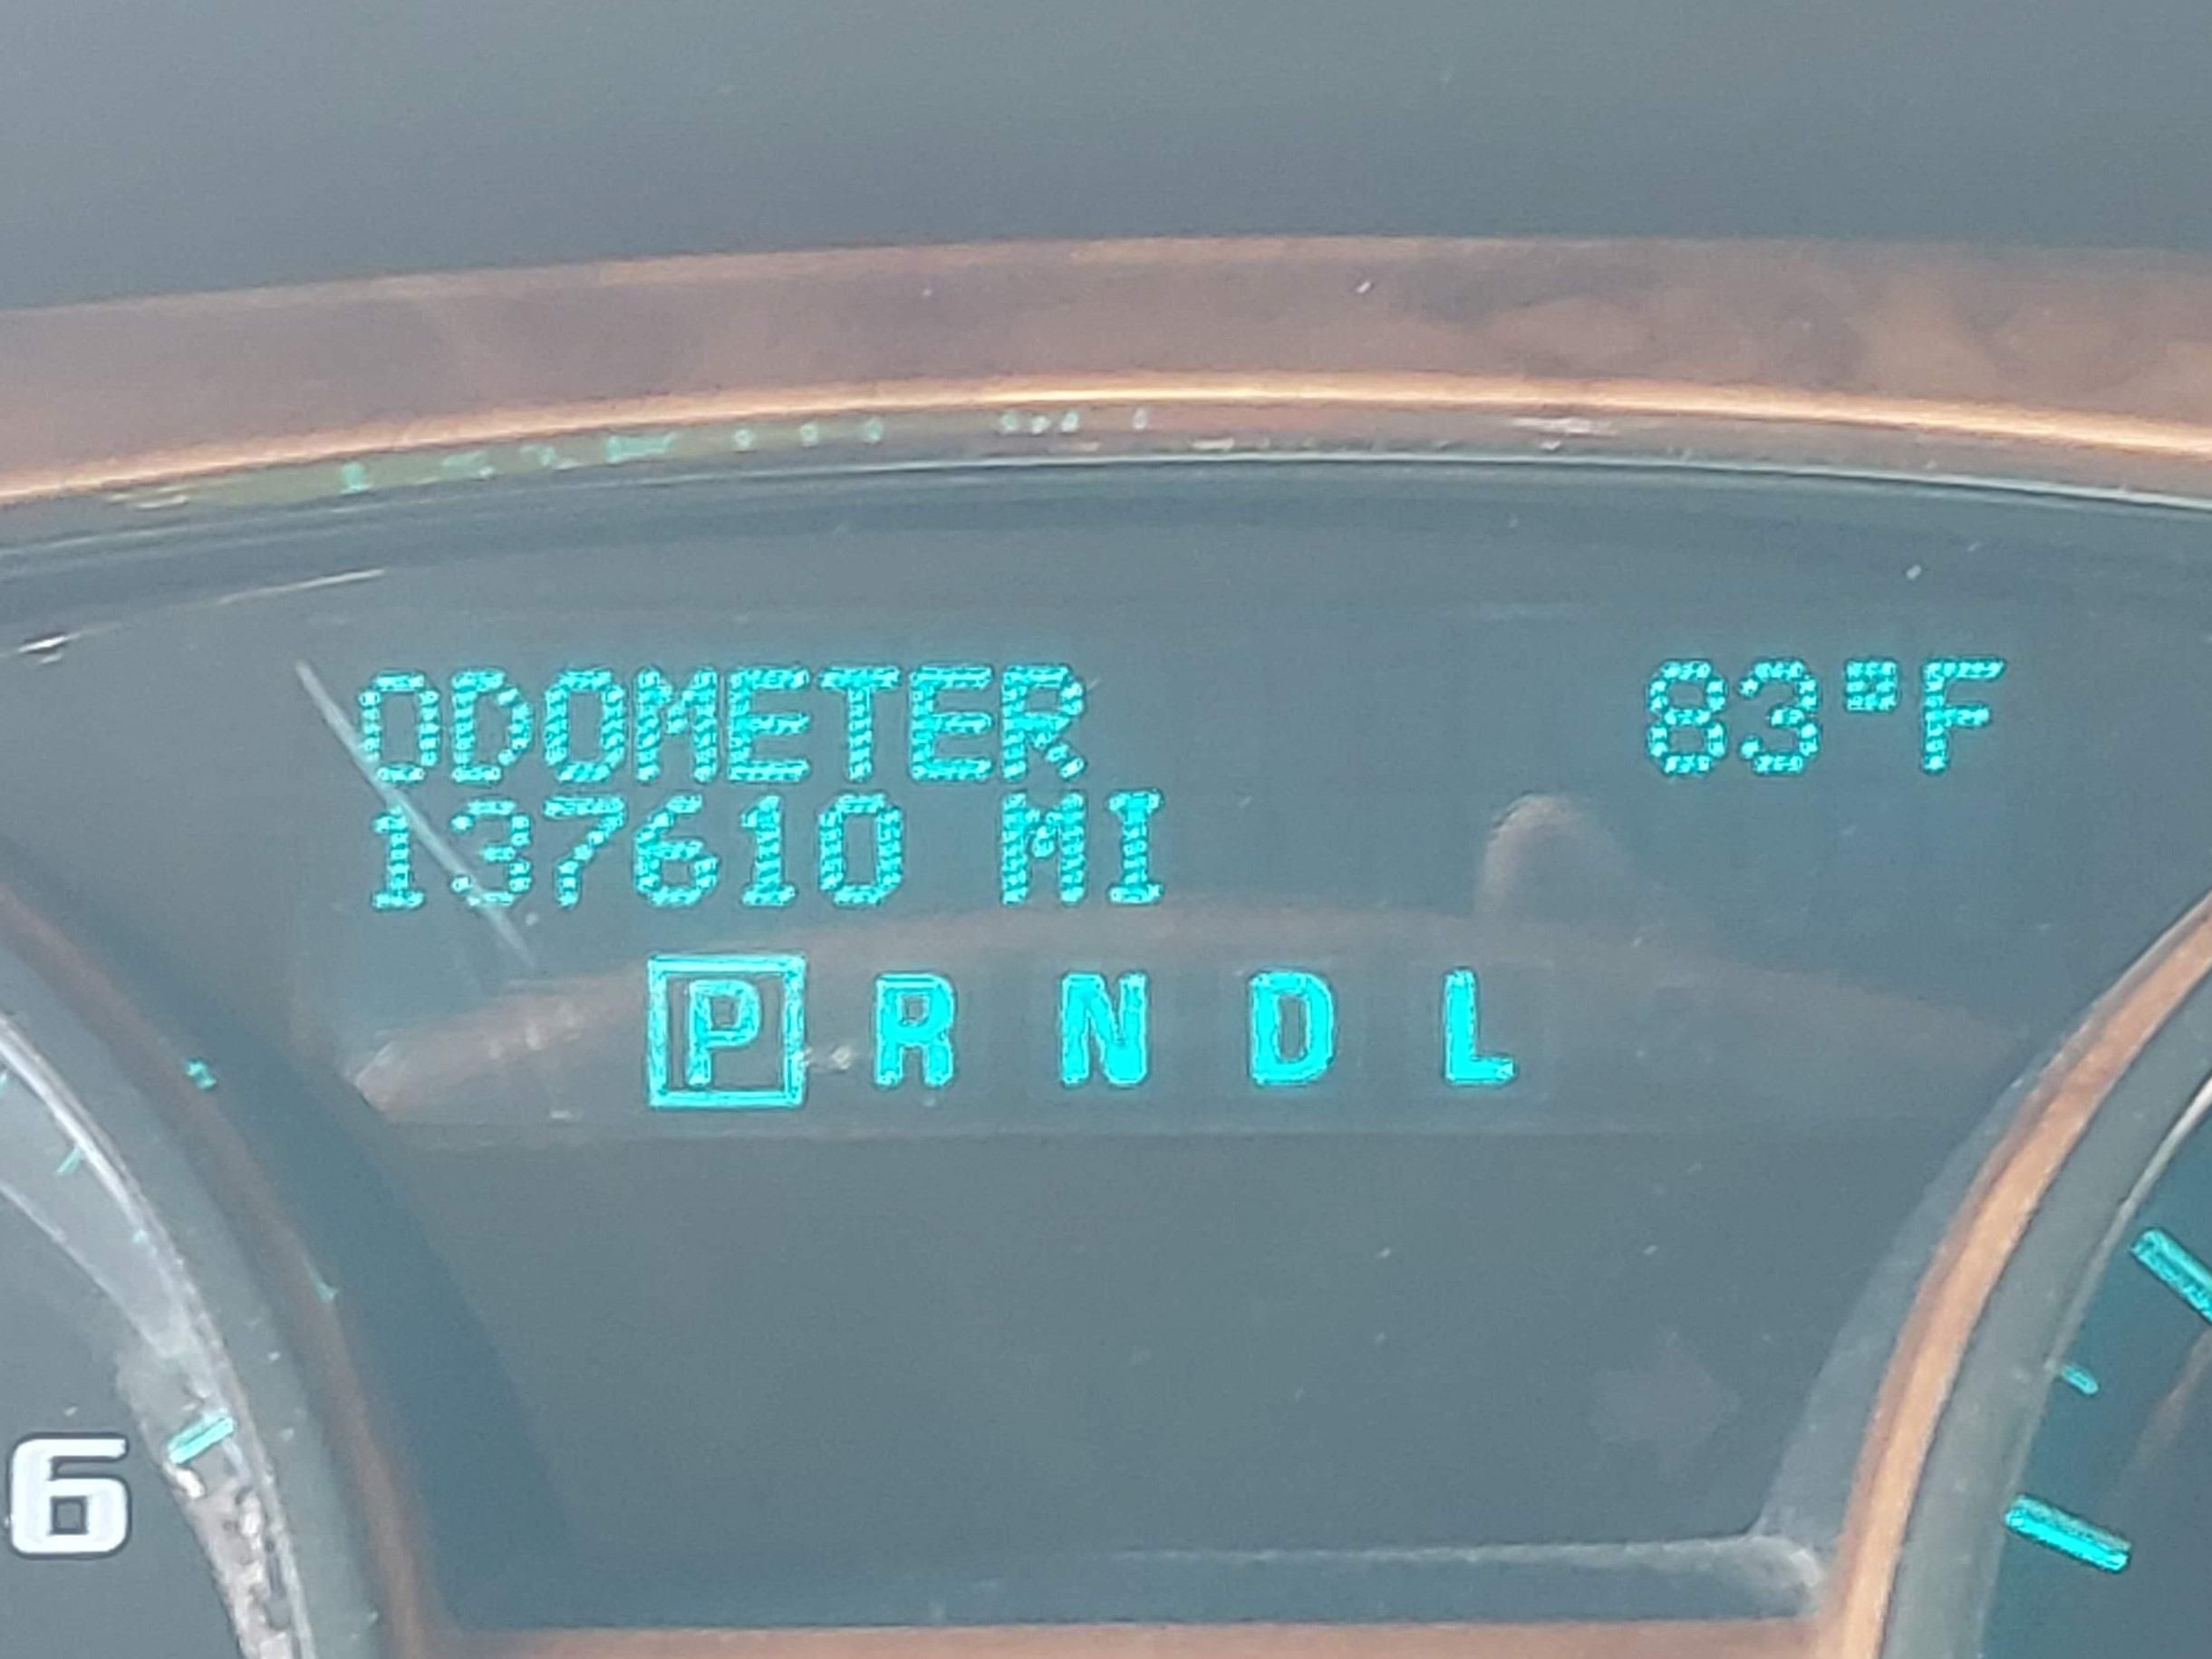 ODOMETER 83°F
137610 MI
P R N D L
6